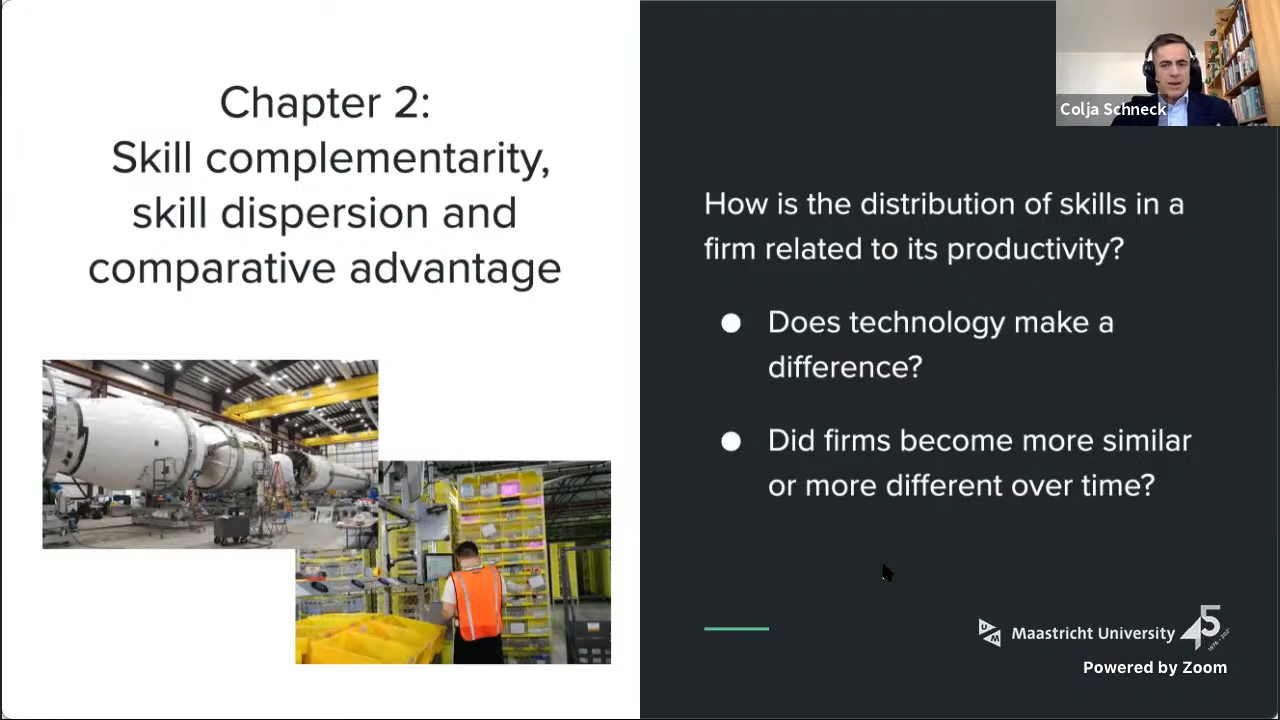 Chapter 2:
Skill complementarity,
skill dispersion and
comparative advantage
Colja Schneck
How is the distribution of skills in a
firm related to its productivity?
● Does technology make a
difference?
● Did firms become more similar
or more different over time?
UM Maastricht University 45
Powered by Zoom